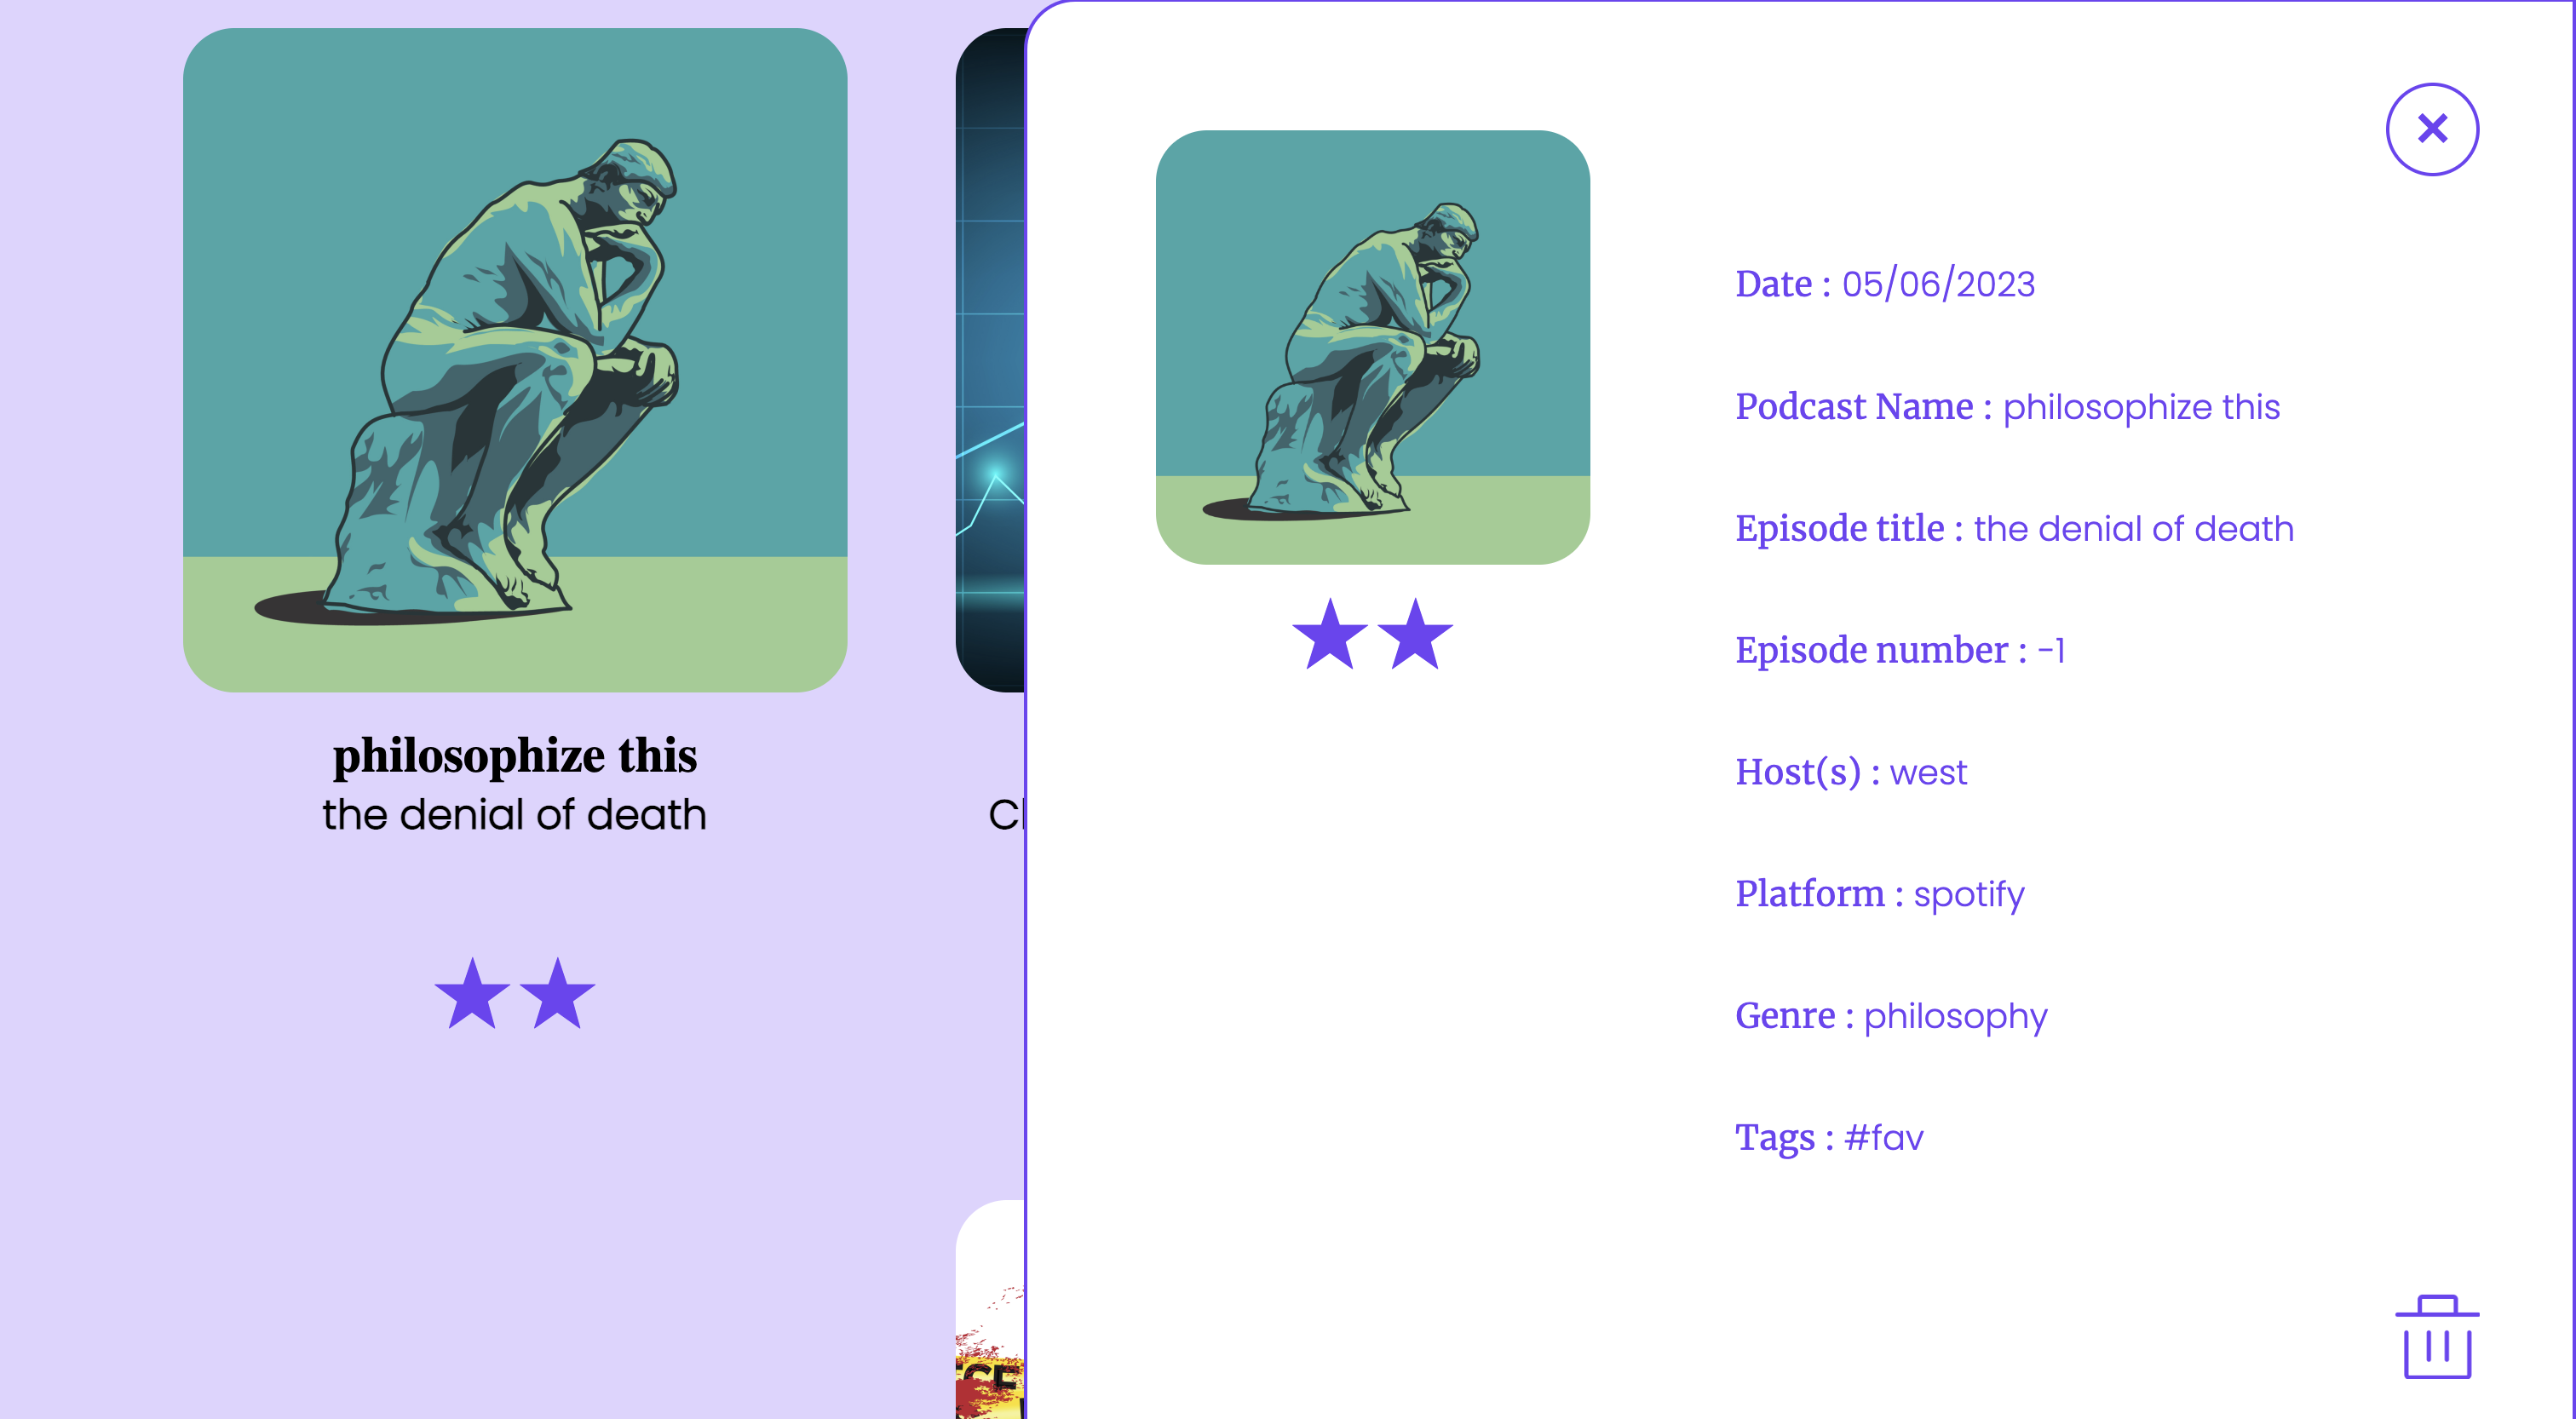 philosophize this
the denial of death
Date : 05/06/2023
Podcast Name : philosophize this
Episode title : the denial of death
Episode number : -1
Host(s) : west
Platform : spotify
Genre : philosophy
Tags : #fav